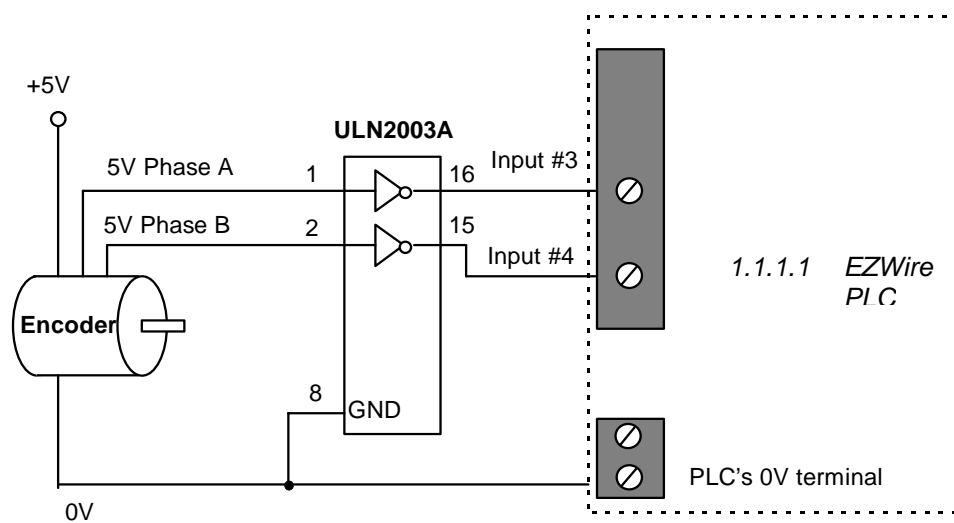 +5V
ULN2003A
5V Phase A
1
16
Input #3
5V Phase B
2
15
Input #4
1.1.1.1 EZWire
PLC
Encoder
8
GND
PLC's 0V terminal
0V